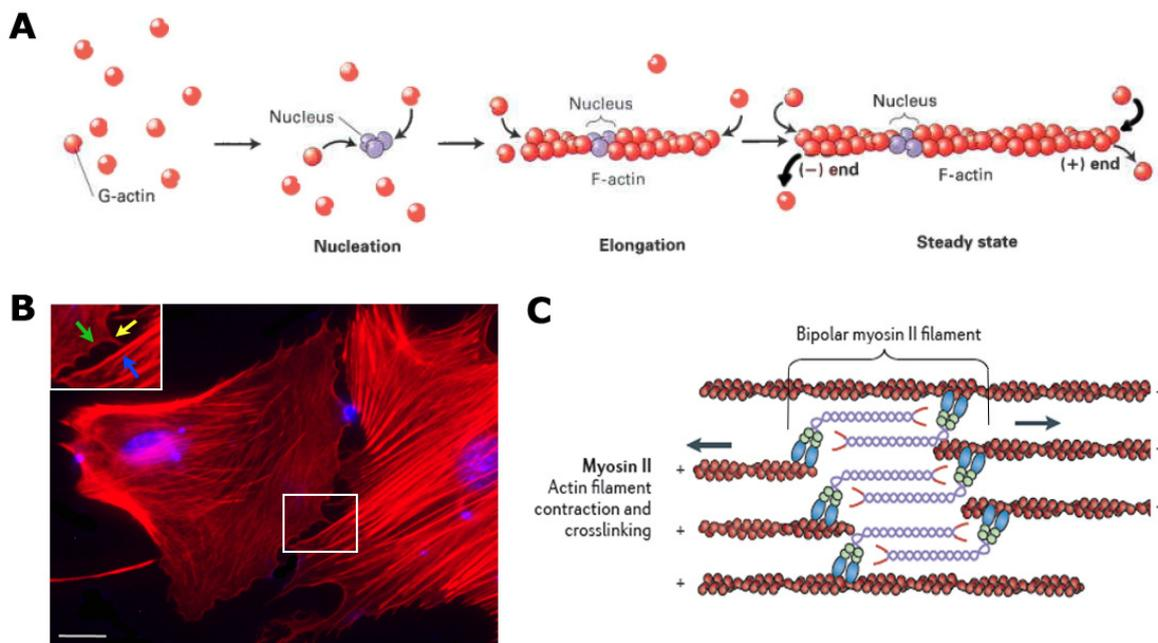 A
G-actin
Nucleus
Nucleation
Nucleus
F-actin
Elongation
Nucleus
(−) end
F-actin
(+) end
Steady state
B
C
Bipolar myosin II filament
Myosin II
Actin filament
contraction and
crosslinking
+
+
+